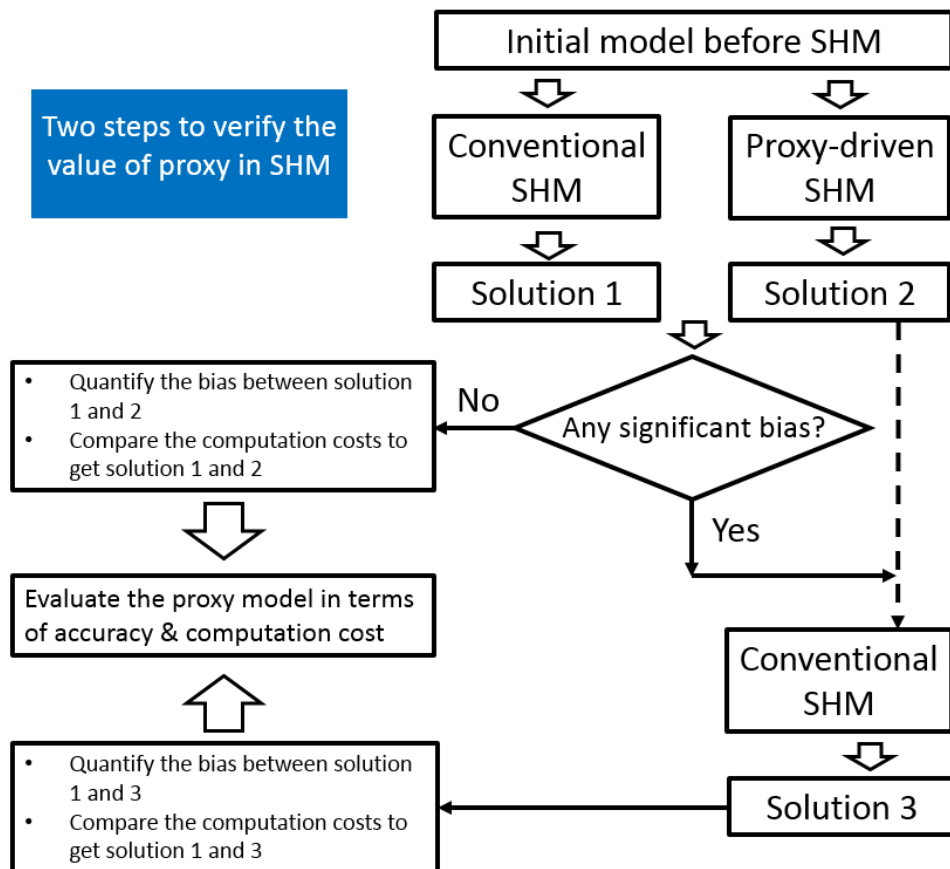 Initial model before SHM
Two steps to verify the
value of proxy in SHM
Conventional
SHM
Proxy-driven
SHM
Solution 1
Solution 2
Any significant bias?
No
Yes
• Quantify the bias between solution
1 and 2
• Compare the computation costs to
get solution 1 and 2
Evaluate the proxy model in terms
of accuracy & computation cost
Conventional
SHM
Solution 3
• Quantify the bias between solution
1 and 3
• Compare the computation costs to
get solution 1 and 3